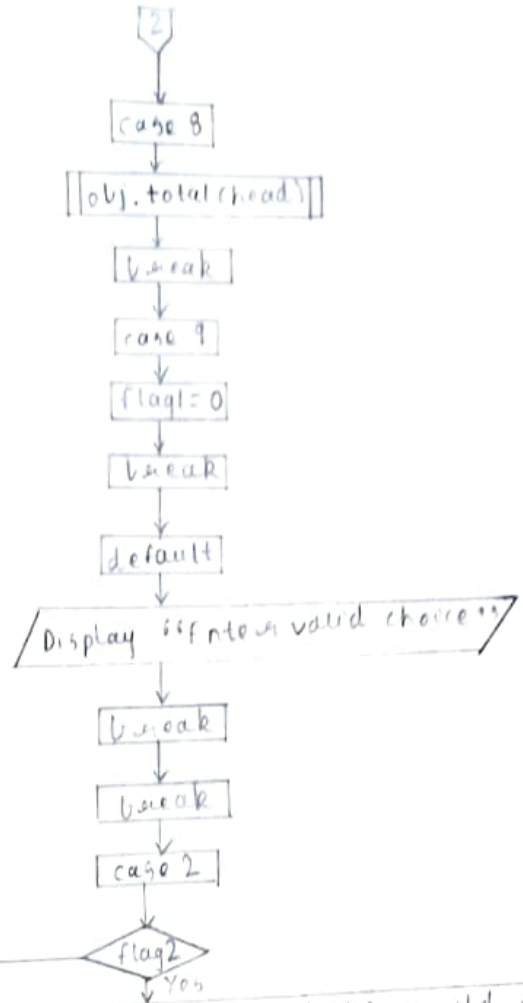 2
case 8
obj.total(head)
break
case 9
flag1=0
break
default
Display “Enter valid choice”
break
break
case 2
flag2
Yes